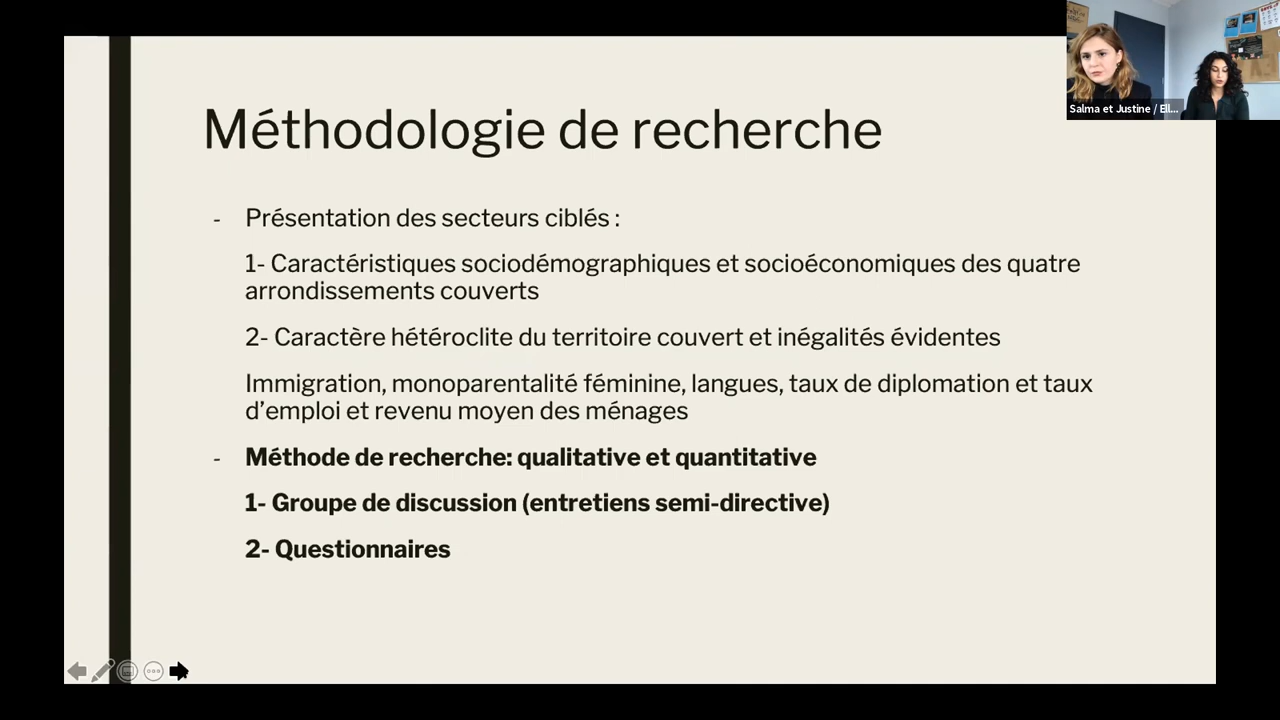 Méthodologie de recherche
- Présentation des secteurs ciblés :
1- Caractéristiques sociodémographiques et socioéconomiques des quatre
arrondissements couverts
2- Caractère hétéroclite du territoire couvert et inégalités évidentes
Immigration, monoparentalité féminine, langues, taux de diplomation et taux
d’emploi et revenu moyen des ménages
- Méthode de recherche: qualitative et quantitative
1- Groupe de discussion (entretiens semi-directive)
2- Questionnaires
Salma et Justine / Ell...